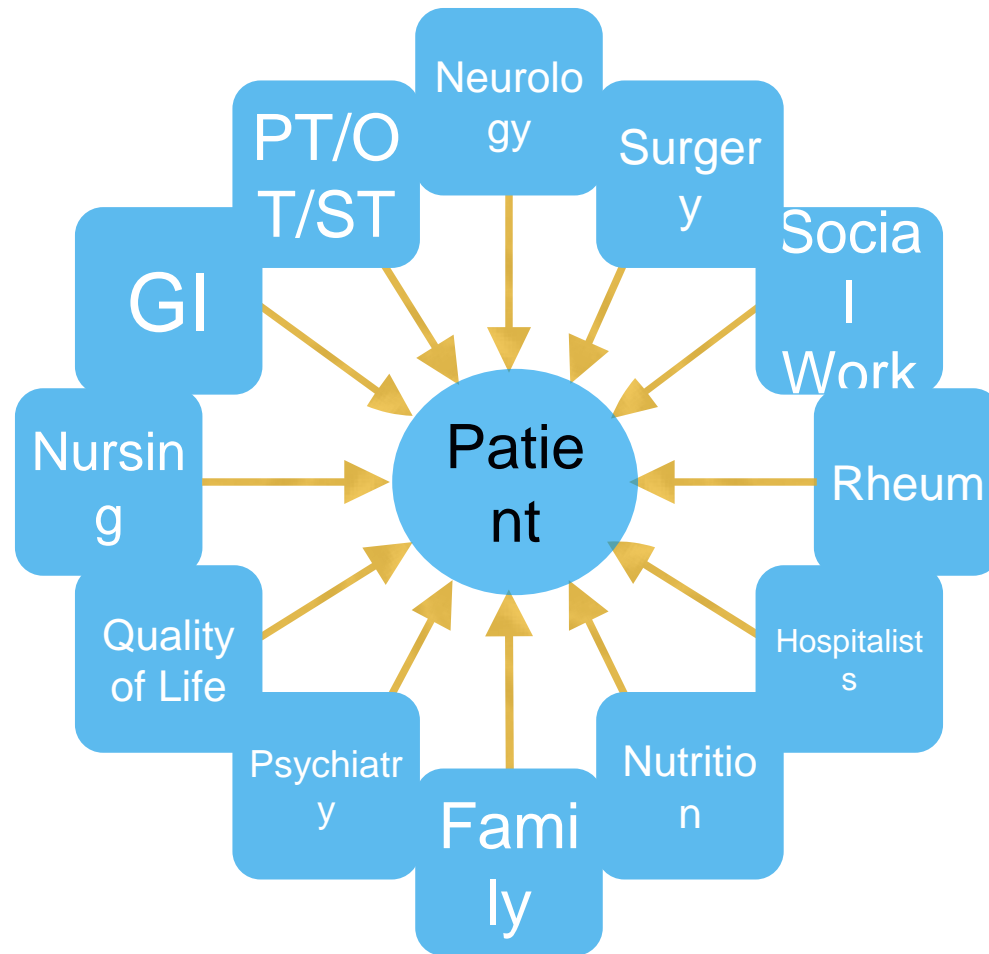 Neurolo
gy
Surger
y
Socia
l
Work
Rheum
Hospitalist
s
Nutritio
n
Fami
ly
Psychiatr
y
Quality
of Life
Nursin
g
GI
PT/O
T/ST
Patie
nt